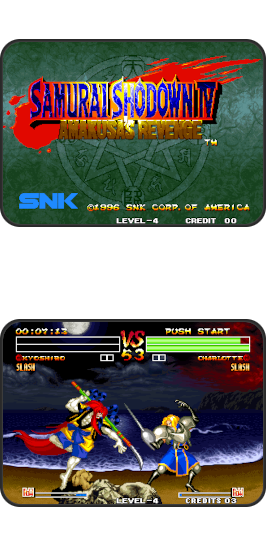 SAMURAI SHODOWN IV
AMAKUSA'S REVENGE
TM
SNK
©1996 SNK CORP. OF AMERICA
LEVEL-4 CREDIT 00
00:07:13 VS PUSH START
53
KYOSHIRO CHARLOTTE
SLASH SLASH
LEVEL-4 CREDITS 03